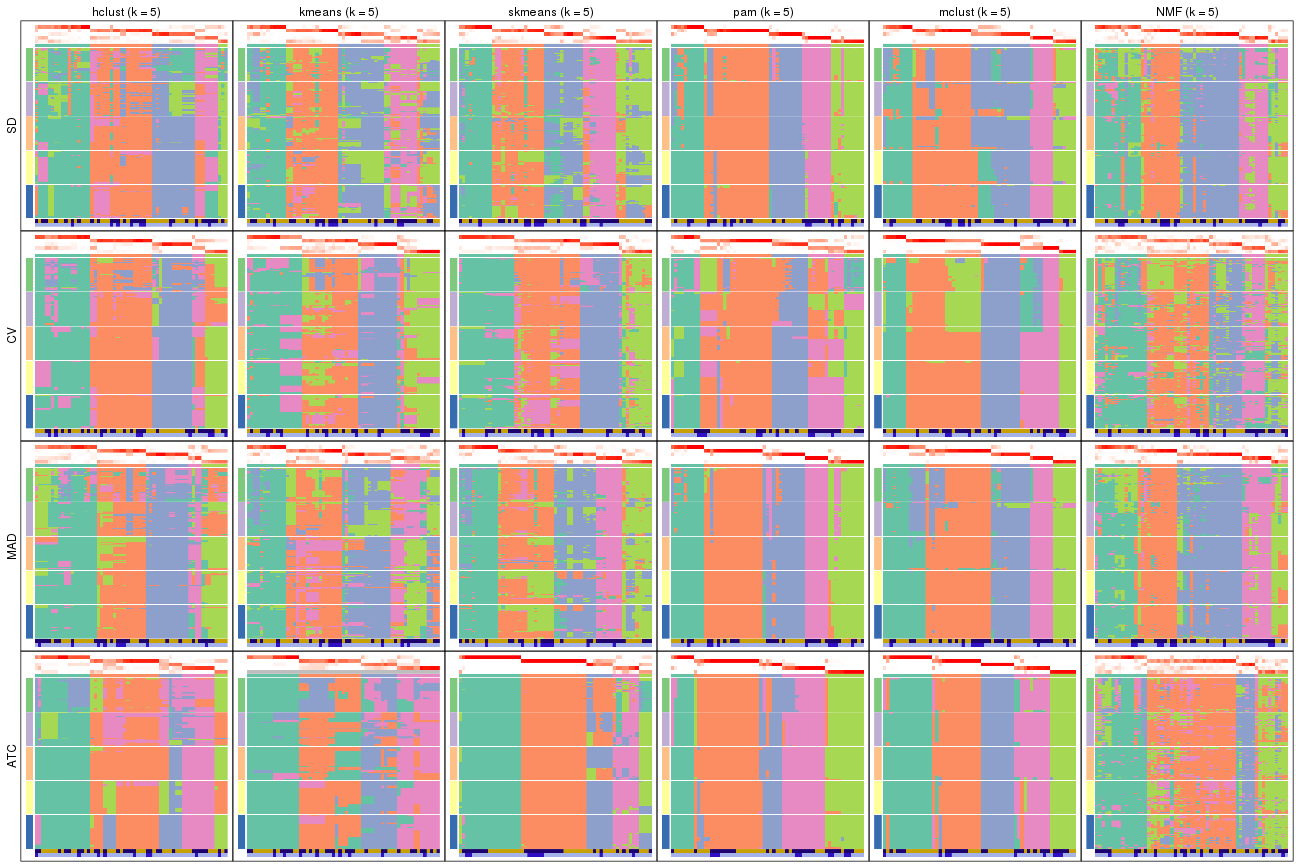 hclust (k = 5) kmeans (k = 5) skmeans (k = 5) pam (k = 5) mclust (k = 5) NMF (k = 5)
SD
CV
MAD
ATC